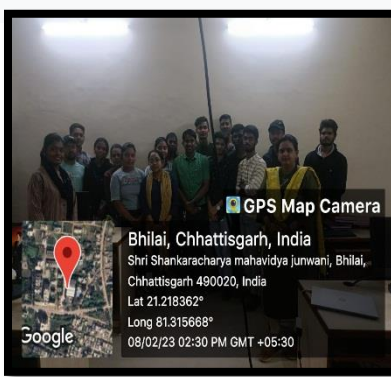 GPS Map Camera
Bhilai, Chhattisgarh, India
Shri Shankaracharya mahavidya junwani, Bhilai,
Chhattisgarh 490020, India
Lat 21.218362°
Long 81.315668°
08/02/23 02:30 PM GMT +05:30
Google